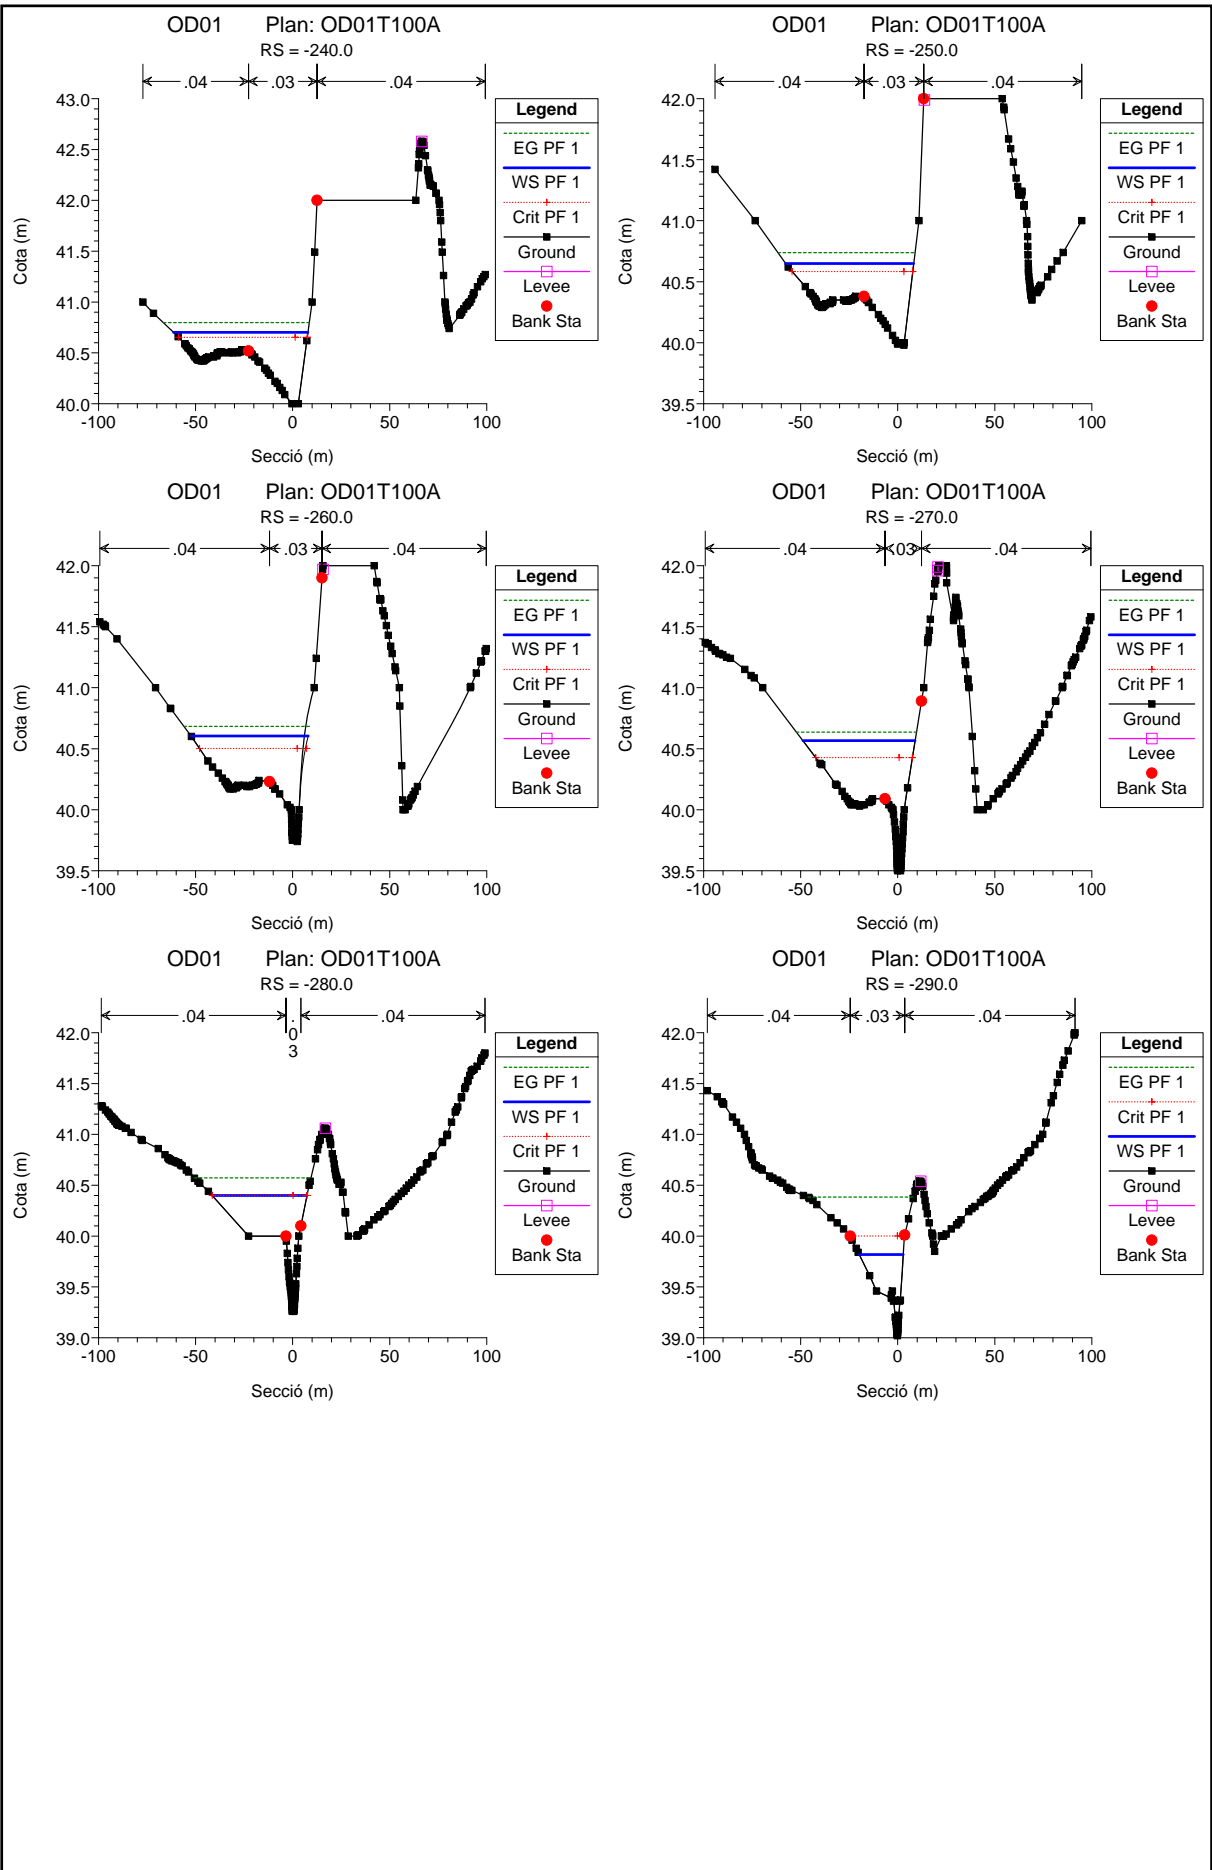 OD01 Plan: OD01T100A
RS = -240.0
.04 .03 .04
43.0
42.5
42.0
41.5
41.0
40.5
40.0
Cota (m)
-100 -50 0 50 100
Secció (m)
Legend
EG PF 1
WS PF 1
Crit PF 1
Ground
Levee
Bank Sta
OD01 Plan: OD01T100A
RS = -250.0
.04 .03 .04
42.0
41.5
41.0
40.5
40.0
39.5
Cota (m)
-100 -50 0 50 100
Secció (m)
Legend
EG PF 1
WS PF 1
Crit PF 1
Ground
Levee
Bank Sta
OD01 Plan: OD01T100A
RS = -260.0
.04 .03 .04
42.0
41.5
41.0
40.5
40.0
39.5
Cota (m)
-100 -50 0 50 100
Secció (m)
Legend
EG PF 1
WS PF 1
Crit PF 1
Ground
Levee
Bank Sta
OD01 Plan: OD01T100A
RS = -270.0
.04 .03 .04
42.0
41.5
41.0
40.5
40.0
39.5
Cota (m)
-100 -50 0 50 100
Secció (m)
Legend
EG PF 1
WS PF 1
Crit PF 1
Ground
Levee
Bank Sta
OD01 Plan: OD01T100A
RS = -280.0
.04 .03 .04
42.0
41.5
41.0
40.5
40.0
39.5
39.0
Cota (m)
-100 -50 0 50 100
Secció (m)
Legend
EG PF 1
WS PF 1
Crit PF 1
Ground
Levee
Bank Sta
OD01 Plan: OD01T100A
RS = -290.0
.04 .03 .04
42.0
41.5
41.0
40.5
40.0
39.5
39.0
Cota (m)
-100 -50 0 50 100
Secció (m)
Legend
EG PF 1
Crit PF 1
WS PF 1
Ground
Levee
Bank Sta